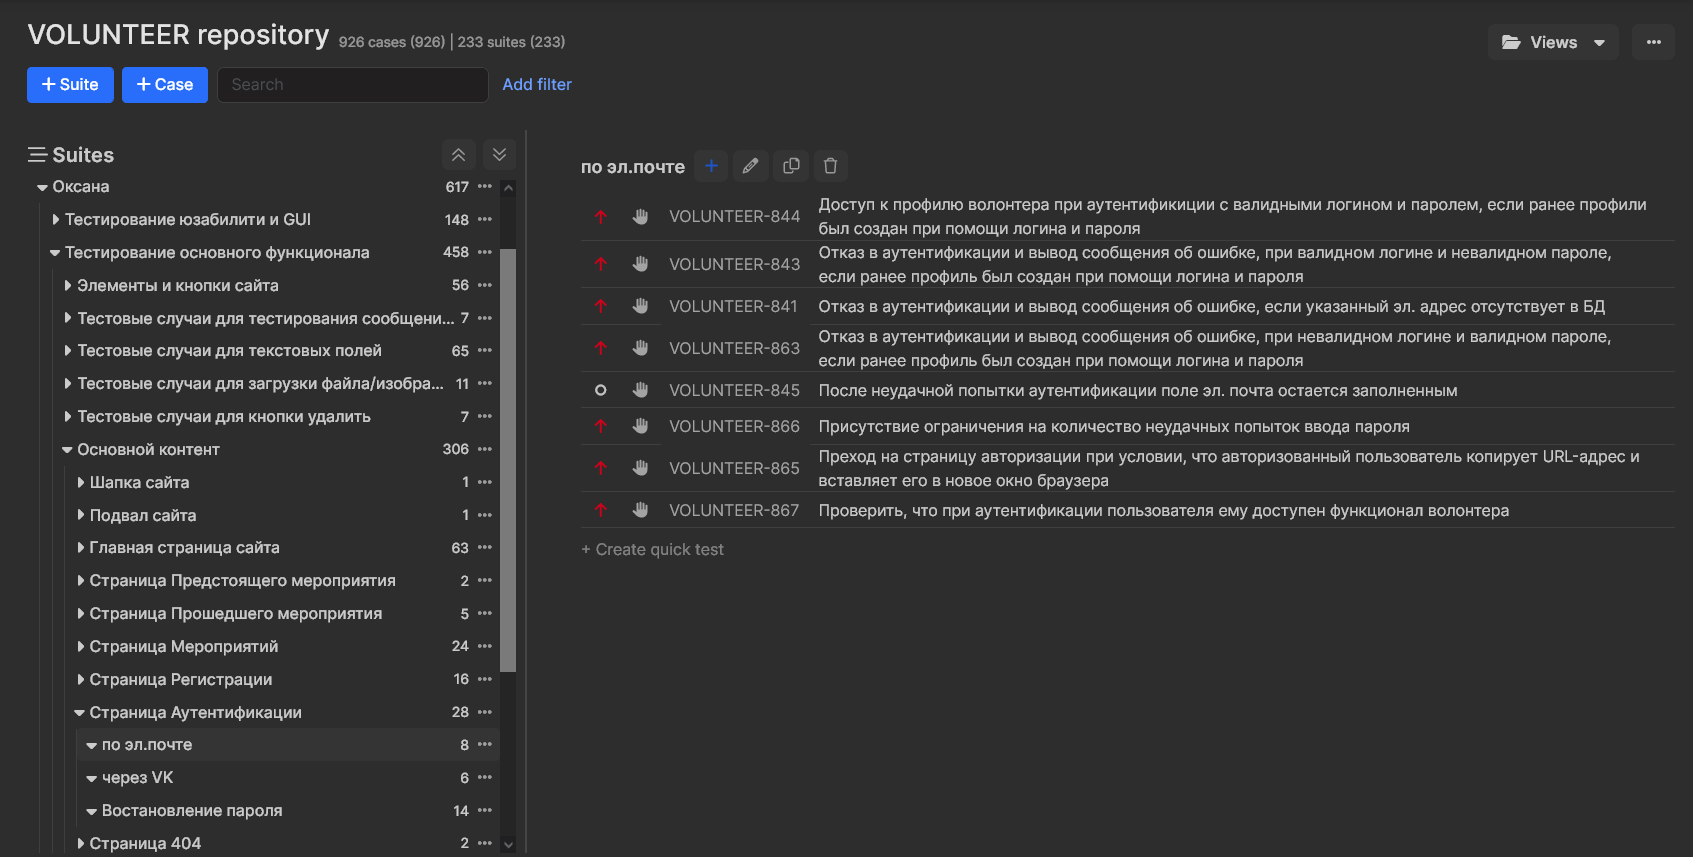 VOLUNTEER repository 926 cases (926) | 233 suites (233)
Views
+ Suite
+ Case
Search
Add filter
Suites
Оксана 617
Тестирование юзабилити и GUI 148
Тестирование основного функционала 458
Элементы и кнопки сайта 56
Тестовые случаи для тестирования сообщени... 7
Тестовые случаи для текстовых полей 65
Тестовые случаи для загрузки файла/изобра... 11
Тестовые случаи для кнопки удалить 7
Основной контент 306
Шапка сайта 1
Подвал сайта 1
Главная страница сайта 63
Страница Предстоящего мероприятия 2
Страница Прошедшего мероприятия 5
Страница Мероприятий 24
Страница Регистрации 16
Страница Аутентификации 28
по эл.почте 8
через VK 6
Востановление пароля 14
Страница 404 2
по эл.почте
VOLUNTEER-844 Доступ к профилю волонтера при аутентификиции с валидными логином и паролем, если ранее профили
был создан при помощи логина и пароля
VOLUNTEER-843 Отказ в аутентификации и вывод сообщения об ошибке, при валидном логине и невалидном пароле,
если ранее профиль был создан при помощи логина и пароля
VOLUNTEER-841 Отказ в аутентификации и вывод сообщения об ошибке, если указанный эл. адрес отсутствует в БД
VOLUNTEER-863 Отказ в аутентификации и вывод сообщения об ошибке, при невалидном логине и валидном пароле,
если ранее профиль был создан при помощи логина и пароля
VOLUNTEER-845 После неудачной попытки аутентификации поле эл. почта остается заполненным
VOLUNTEER-866 Присутствие ограничения на количество неудачных попыток ввода пароля
VOLUNTEER-865 Преход на страницу авторизации при условии, что авторизованный пользователь копирует URL-адрес и
вставляет его в новое окно браузера
VOLUNTEER-867 Проверить, что при аутентификации пользователя ему доступен функционал волонтера
+ Create quick test